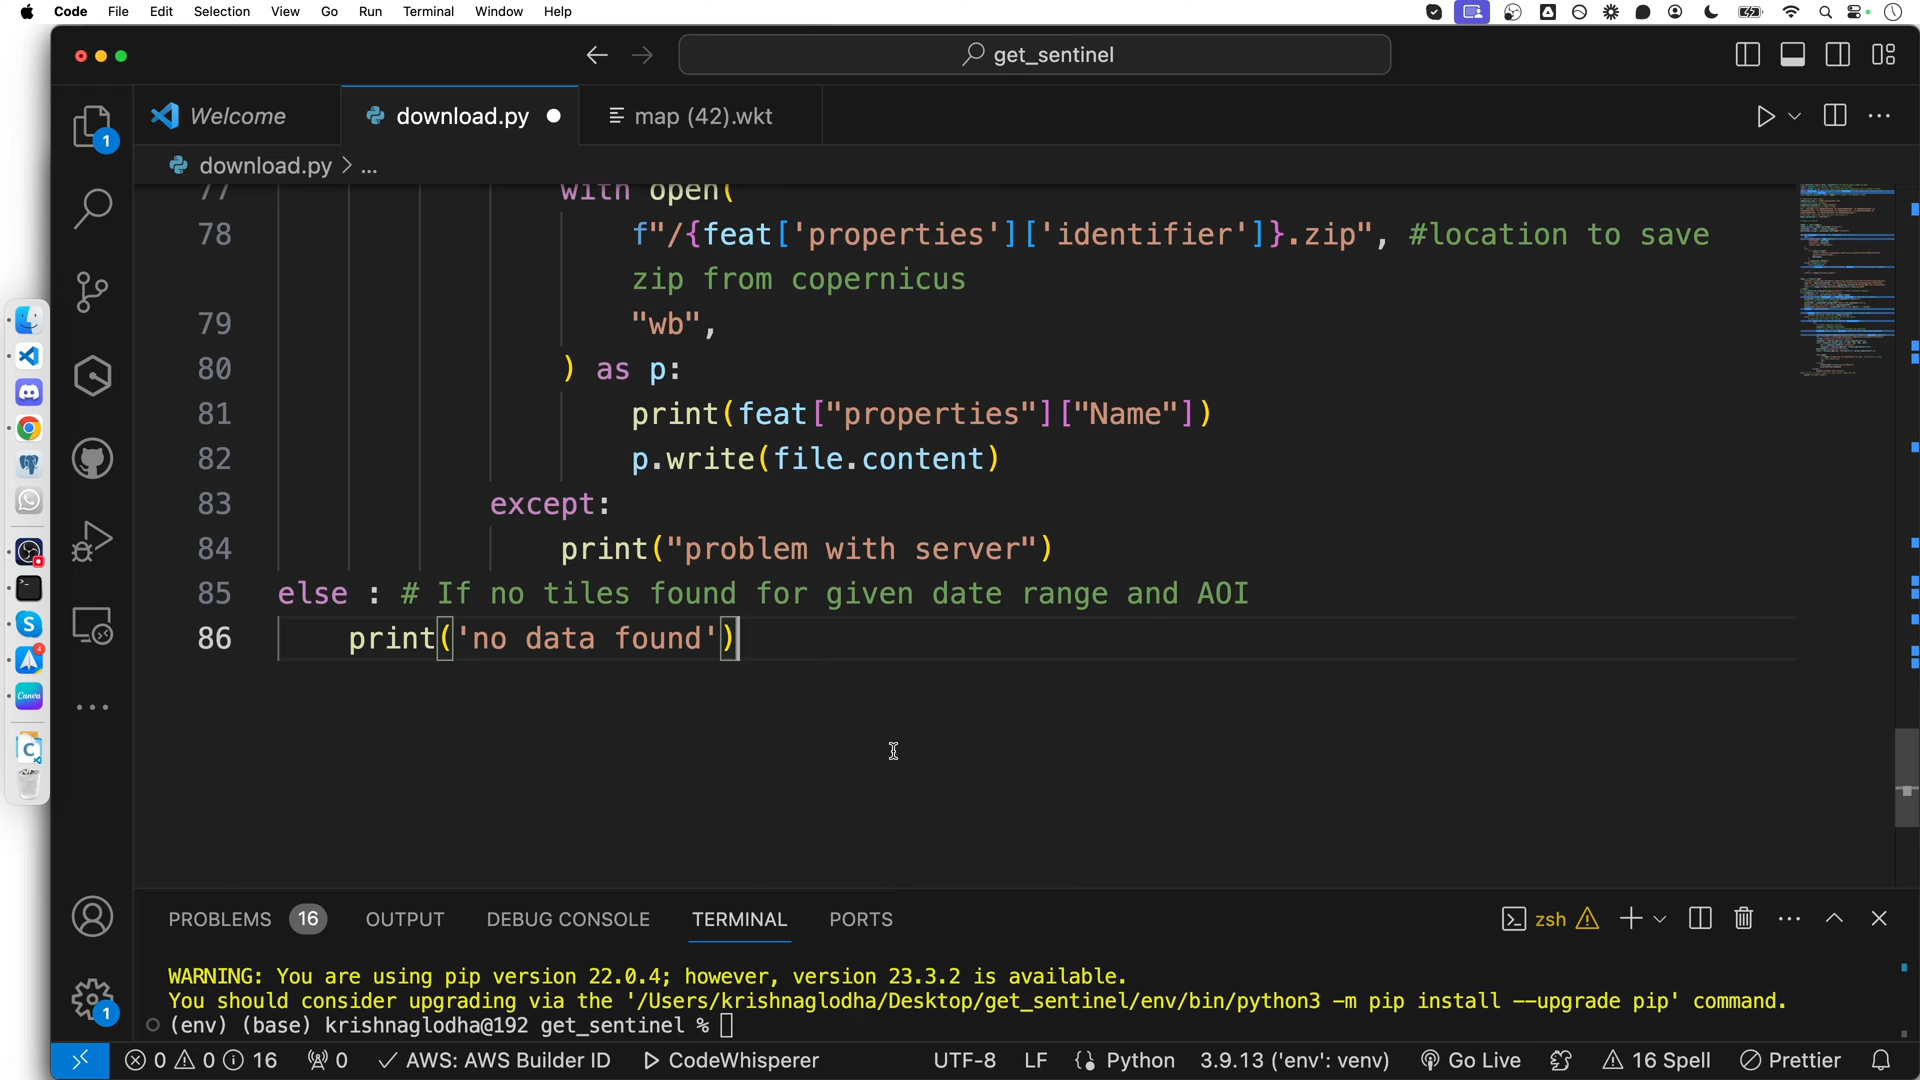 Code File Edit Selection View Go Run Terminal Window Help
get_sentinel
Welcome download.py map (42).wkt
download.py > ...
77 with open(
78 f"/{feat['properties']['identifier']}.zip", #location to save
zip from copernicus
79 "wb",
80 ) as p:
81 print(feat["properties"]["Name"])
82 p.write(file.content)
83 except:
84 print("problem with server")
85 else : # If no tiles found for given date range and AOI
86 print('no data found')
1
4
Canva
C
1
PROBLEMS 16 OUTPUT DEBUG CONSOLE TERMINAL PORTS zsh
WARNING: You are using pip version 22.0.4; however, version 23.3.2 is available.
You should consider upgrading via the '/Users/krishnaglodha/Desktop/get_sentinel/env/bin/python3 -m pip install --upgrade pip' command.
(env) (base) krishnaglodha@192 get_sentinel %
0 0 16 0 AWS: AWS Builder ID CodeWhisperer UTF-8 LF Python 3.9.13 ('env': venv) Go Live 16 Spell Prettier